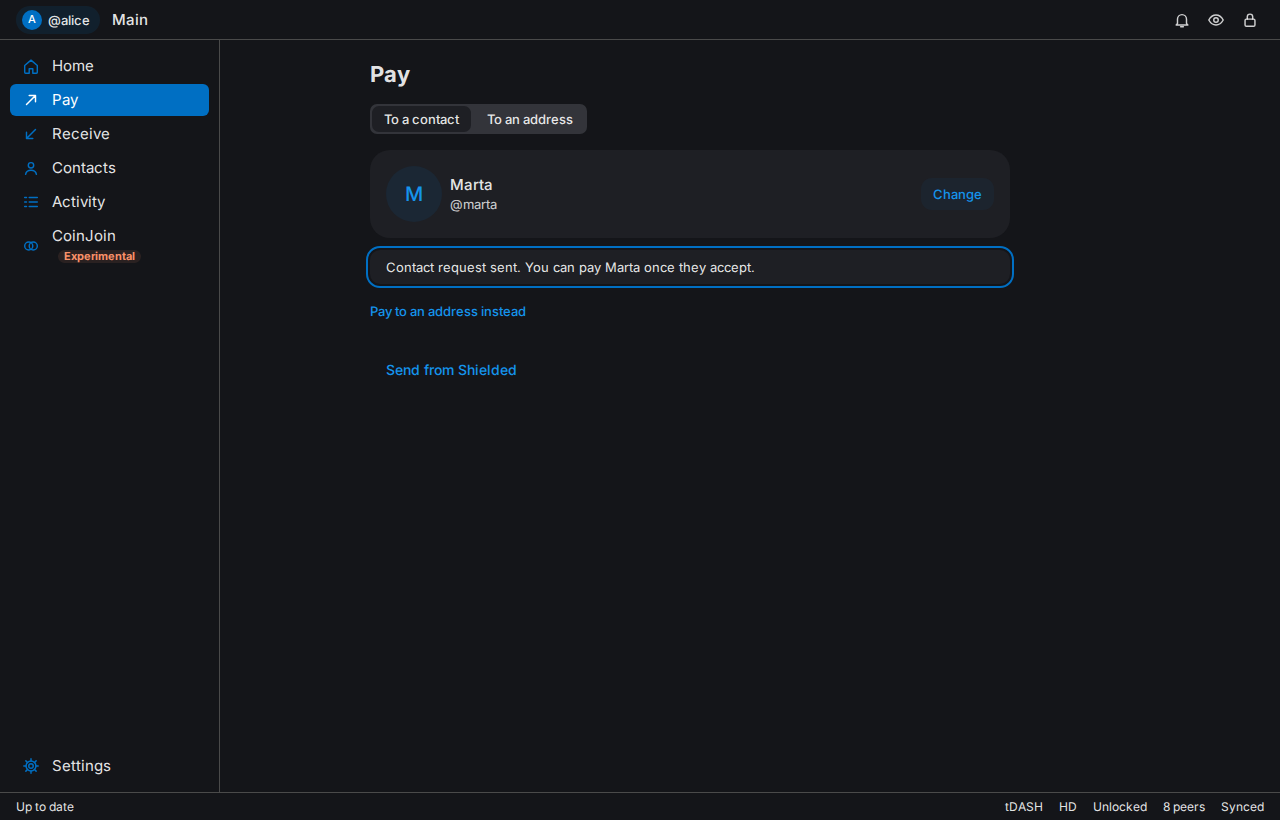 A @alice Main
Home
Pay
Receive
Contacts
Activity
CoinJoin
Experimental
Settings
Pay
To a contact To an address
M
Marta
@marta
Change
Contact request sent. You can pay Marta once they accept.
Pay to an address instead
Send from Shielded
Up to date tDASH HD Unlocked 8 peers Synced